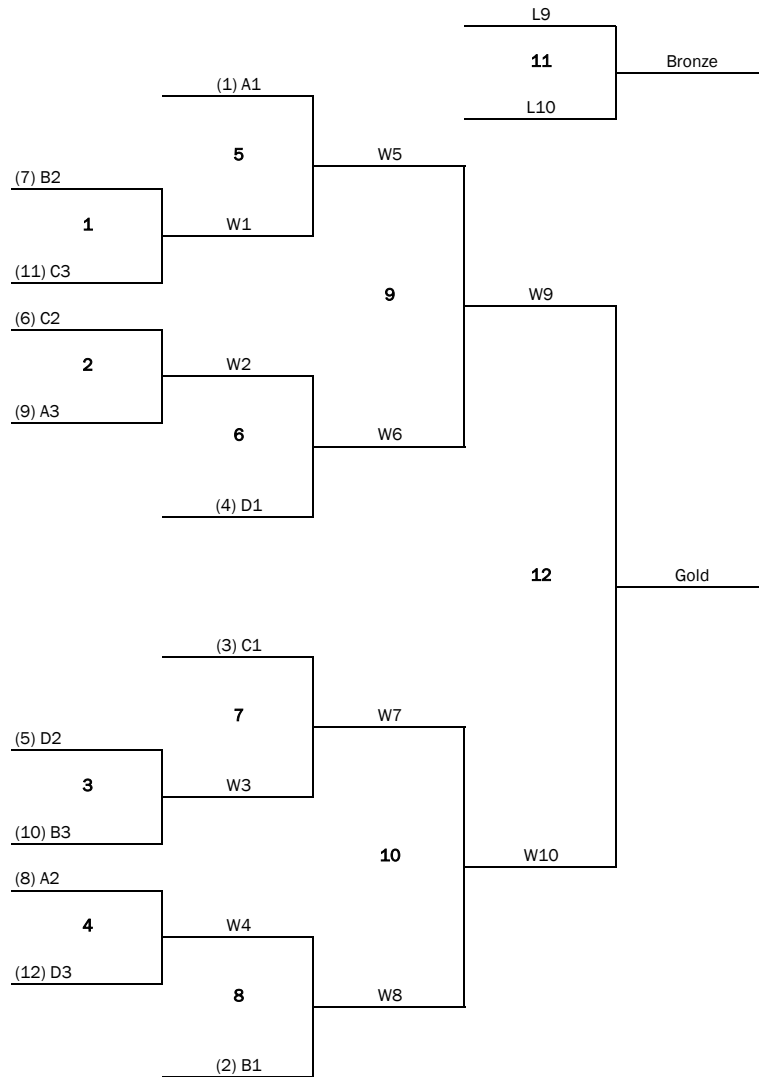 L9
11
Bronze
(1) A1
L10
5
W5
(7) B2
1
W1
(11) C3
9
W9
(6) C2
2
W2
(9) A3
6
W6
(4) D1
12
Gold
(3) C1
7
W7
(5) D2
3
W3
(10) B3
10
W10
(8) A2
4
W4
(12) D3
8
W8
(2) B1